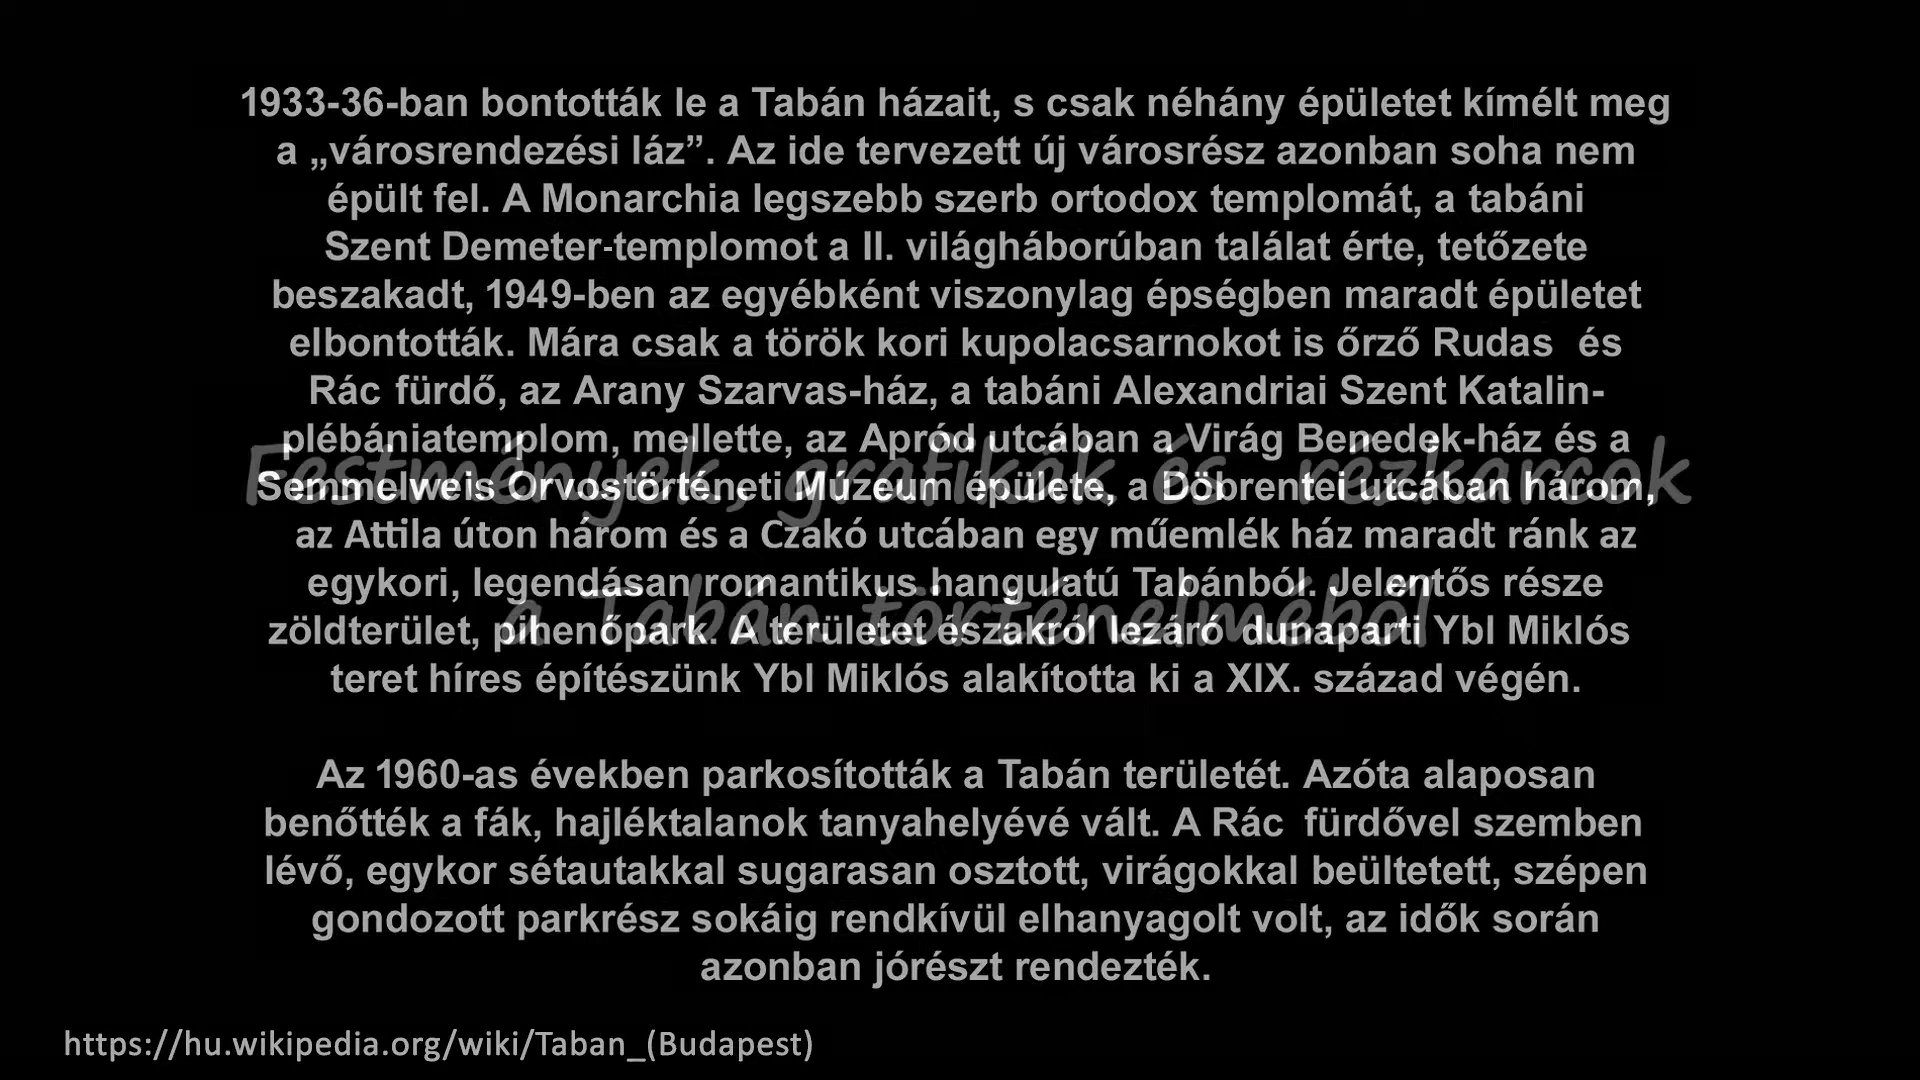 1933-36-ban bontották le a Tabán házait, s csak néhány épületet kímélt meg
a „városrendezési láz”. Az ide tervezett új városrész azonban soha nem
épült fel. A Monarchia legszebb szerb ortodox templomát, a tabáni
Szent Demeter-templomot a II. világháborúban találat érte, tetőzete
beszakadt, 1949-ben az egyébként viszonylag épségben maradt épületet
elbontották. Mára csak a török kori kupolacsarnokot is őrző Rudas és
Rác fürdő, az Arany Szarvas-ház, a tabáni Alexandriai Szent Katalin-
plébániatemplom, mellette, az Apród utcában a Virág Benedek-ház és a
Festmények, grafikák és rézkarcok
Semmelweis Orvostörténeti Múzeum épülete, a Döbrentei utcában három,
az Attila úton három és a Czakó utcában egy műemlék ház maradt ránk az
egykori, legendásan romantikus hangulatú Tabánból. Jelentős része
a Tabán történelméből
zöldterület, pihenőpark. A területet északról lezáró dunaparti Ybl Miklós
teret híres építészünk Ybl Miklós alakította ki a XIX. század végén.
Az 1960-as években parkosították a Tabán területét. Azóta alaposan
benőtték a fák, hajléktalanok tanyahelyévé vált. A Rác fürdővel szemben
lévő, egykor sétautakkal sugarasan osztott, virágokkal beültetett, szépen
gondozott parkrész sokáig rendkívül elhanyagolt volt, az idők során
azonban jórészt rendezték.
https://hu.wikipedia.org/wiki/Taban_(Budapest)